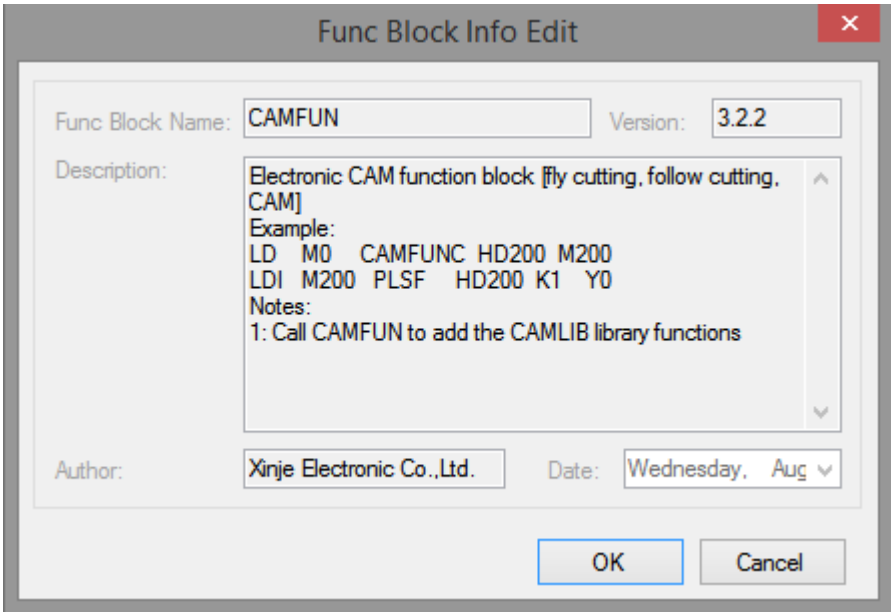 Func Block Info Edit
Func Block Name: CAMFUN Version: 3.2.2
Description: Electronic CAM function block [fly cutting, follow cutting,
CAM]
Example:
LD M0 CAMFUNC HD200 M200
LDI M200 PLSF HD200 K1 Y0
Notes:
1: Call CAMFUN to add the CAMLIB library functions
Author: Xinje Electronic Co.,Ltd. Date: Wednesday, Aug
OK Cancel